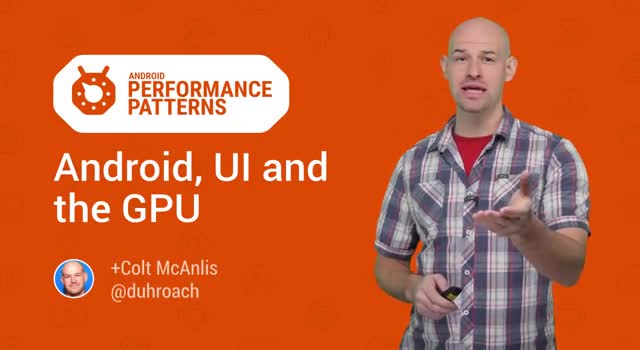 ANDROID
PERFORMANCE
PATTERNS
Android, UI and
the GPU
+Colt McAnlis
@duhroach